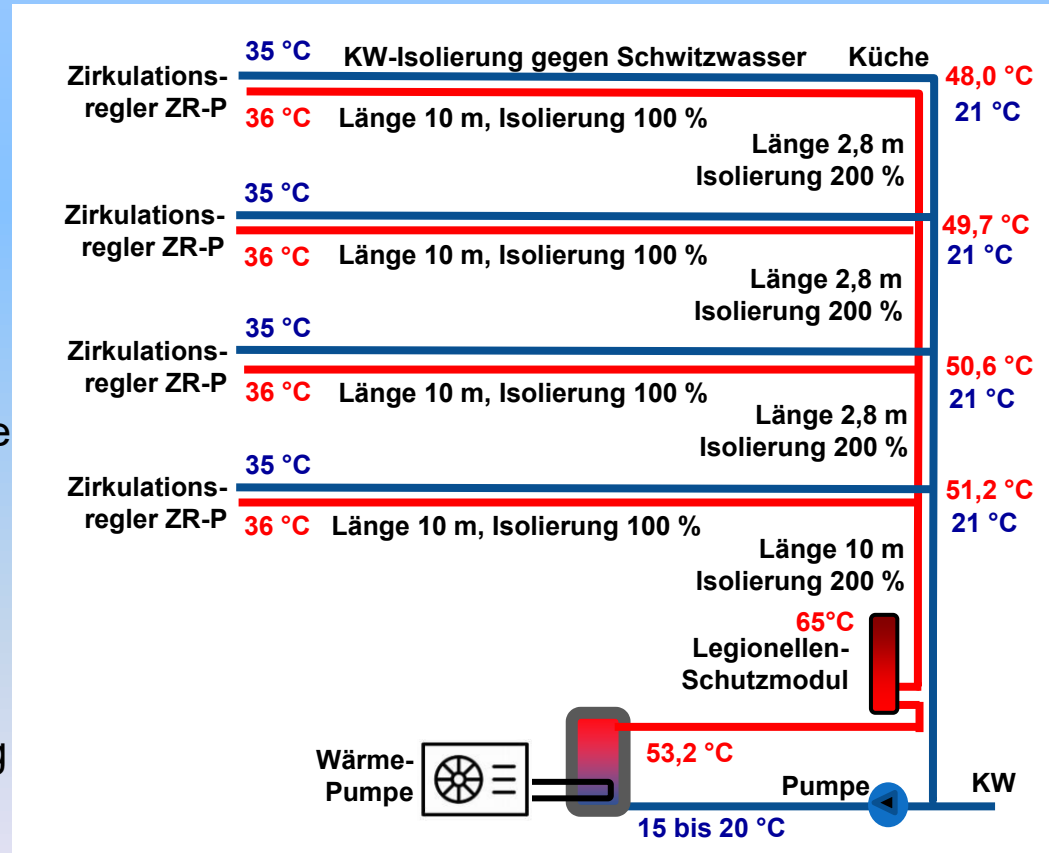 35 °C KW-Isolierung gegen Schwitzwasser Küche
Zirkulations-
regler ZR-P
48,0 °C
21 °C
36 °C Länge 10 m, Isolierung 100 %
Länge 2,8 m
Isolierung 200 %
35 °C
Zirkulations-
regler ZR-P
49,7 °C
21 °C
36 °C Länge 10 m, Isolierung 100 %
Länge 2,8 m
Isolierung 200 %
35 °C
Zirkulations-
regler ZR-P
50,6 °C
21 °C
36 °C Länge 10 m, Isolierung 100 %
Länge 2,8 m
Isolierung 200 %
e
35 °C
Zirkulations-
regler ZR-P
51,2 °C
21 °C
36 °C Länge 10 m, Isolierung 100 %
Länge 10 m
Isolierung 200 %
65°C
Legionellen-
Schutzmodul
g
53,2 °C
Wärme-
Pumpe
Pumpe
KW
15 bis 20 °C